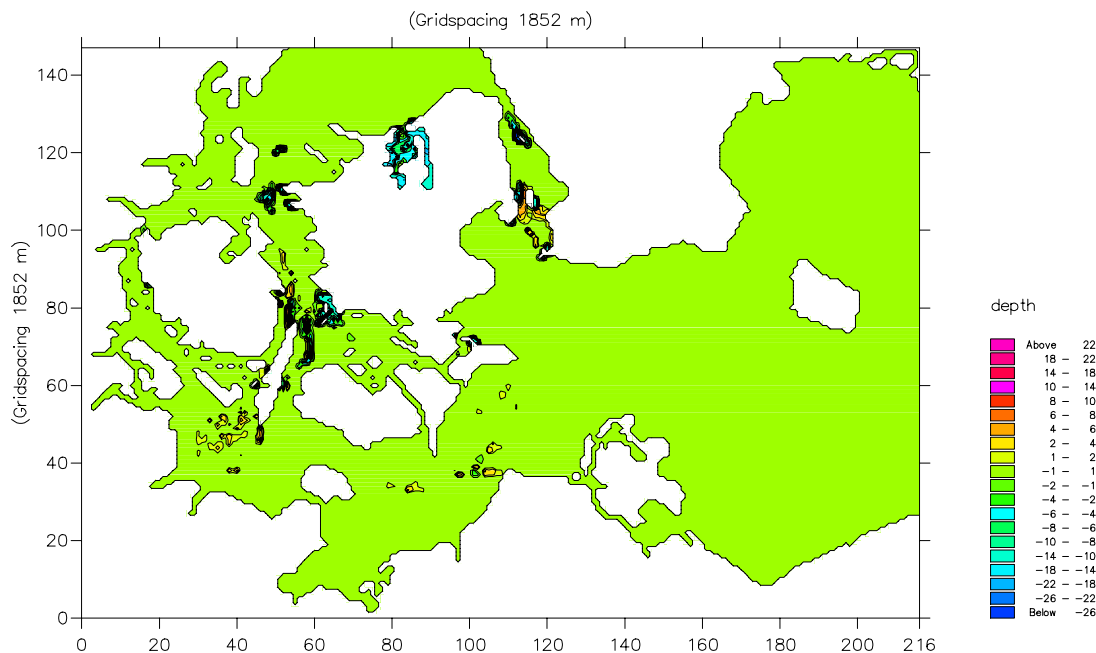 (Gridspacing 1852 m)
(Gridspacing 1852 m)
140
120
100
80
60
40
20
0
0 20 40 60 80 100 120 140 160 180 200 216
depth
Above 22
18 - 22
14 - 18
10 - 14
8 - 10
6 - 8
4 - 6
2 - 4
1 - 2
-1 - 1
-2 - -1
-4 - -2
-6 - -4
-8 - -6
-10 - -8
-14 - -10
-18 - -14
-22 - -18
-26 - -22
Below -26